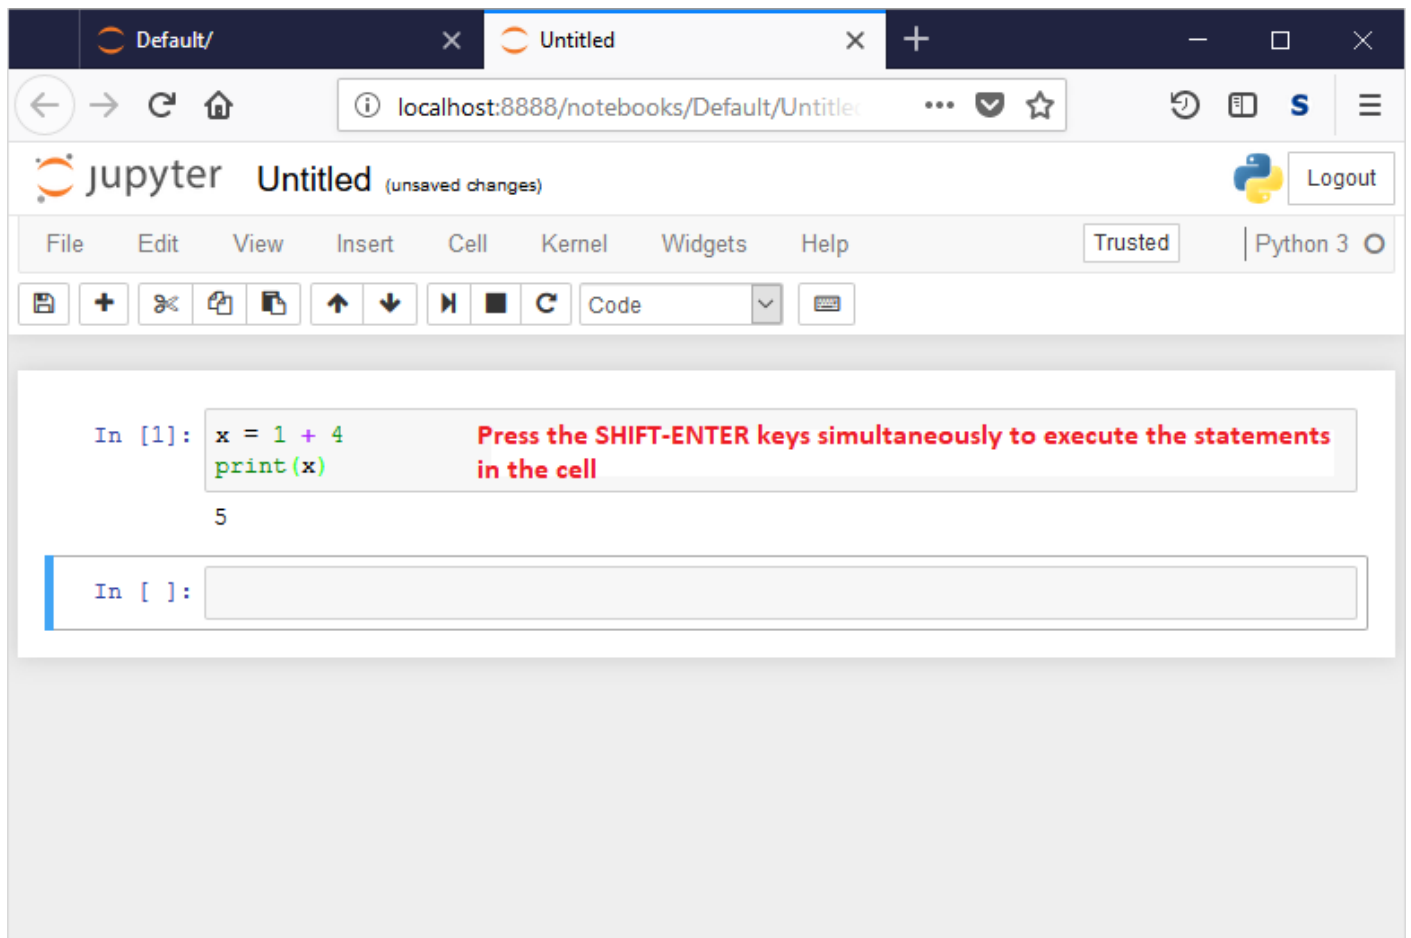 Default/
Untitled
localhost:8888/notebooks/Default/Untitle
S
jupyter Untitled (unsaved changes)
Logout
File Edit View Insert Cell Kernel Widgets Help Trusted Python 3
Code
In [1]: x = 1 + 4 Press the SHIFT-ENTER keys simultaneously to execute the statements
print(x) in the cell
5
In [ ]: